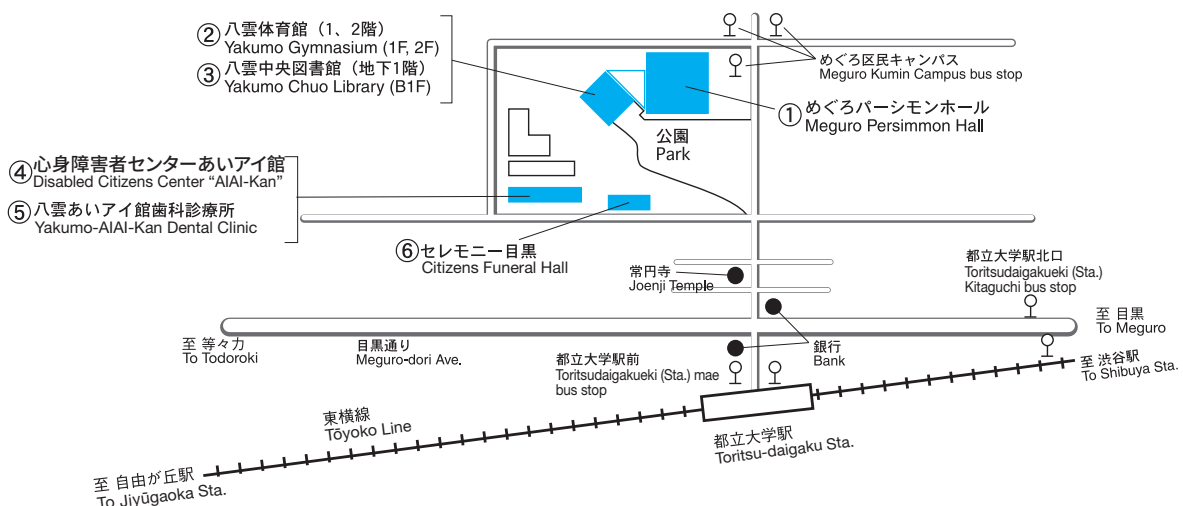 ② 八雲体育館（1、2階）
Yakumo Gymnasium (1F, 2F)
③ 八雲中央図書館（地下1階）
Yakumo Chuo Library (B1F)
めぐろ区民キャンパス
Meguro Kumin Campus bus stop
① めぐろパーシモンホール
Meguro Persimmon Hall
公園
Park
④ 心身障害者センターあいアイ館
Disabled Citizens Center “AIAI-Kan”
⑤ 八雲あいアイ館歯科診療所
Yakumo-AIAI-Kan Dental Clinic
⑥ セレモニー目黒
Citizens Funeral Hall
常円寺
Joenji Temple
都立大学駅北口
Toritsudaigakueki (Sta.)
Kitaguchi bus stop
至 等々力
To Todoroki
目黒通り
Meguro-dori Ave.
都立大学駅前
Toritsudaigakueki (Sta.) mae
bus stop
銀行
Bank
至 目黒
To Meguro
至 渋谷駅
To Shibuya Sta.
東横線
Tōyoko Line
都立大学駅
Toritsu-daigaku Sta.
至 自由が丘駅
To Jiyūgaoka Sta.